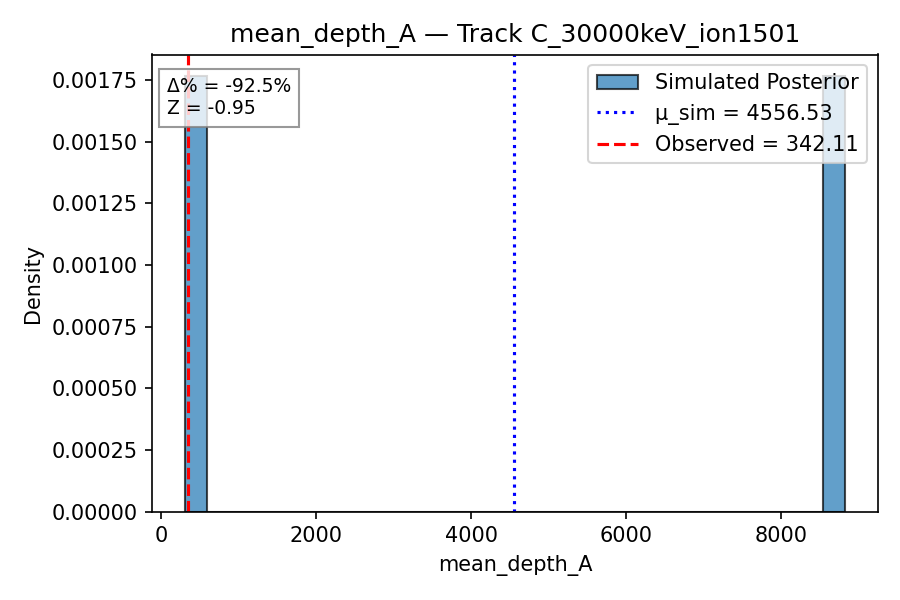 mean_depth_A — Track C_30000keV_ion1501
Δ% = -92.5%
Z = -0.95
Simulated Posterior
μ_sim = 4556.53
Observed = 342.11
Density
0.00175
0.00150
0.00125
0.00100
0.00075
0.00050
0.00025
0.00000
0 2000 4000 6000 8000
mean_depth_A